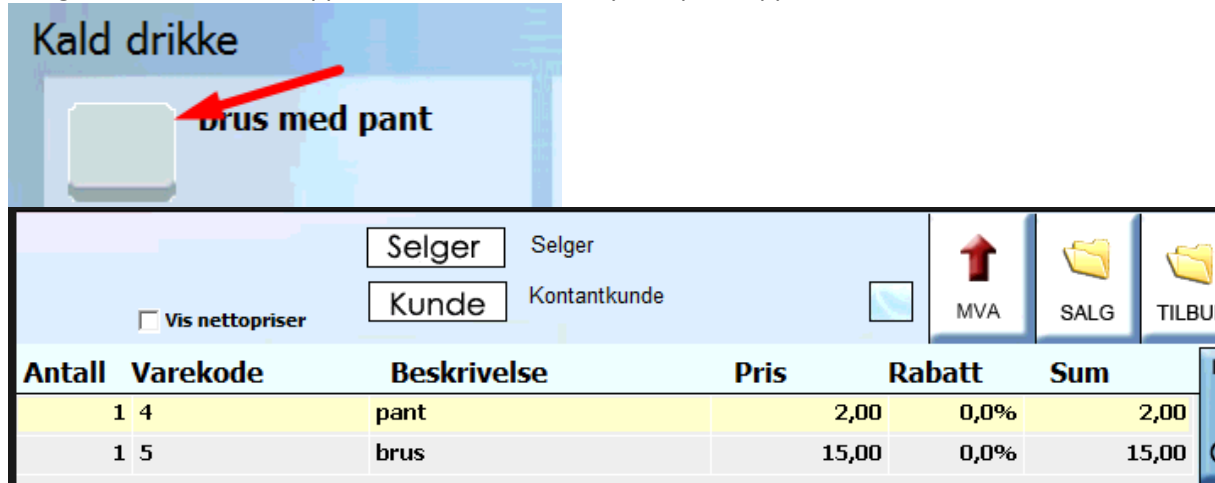 Kald drikke
brus med pant
Selger Selger
Kunde Kontantkunde
Vis nettopriser
MVA SALG
Antall Varekode Beskrivelse Pris Rabatt Sum
1 4 pant 2,00 0,0% 2,00
1 5 brus 15,00 0,0% 15,00